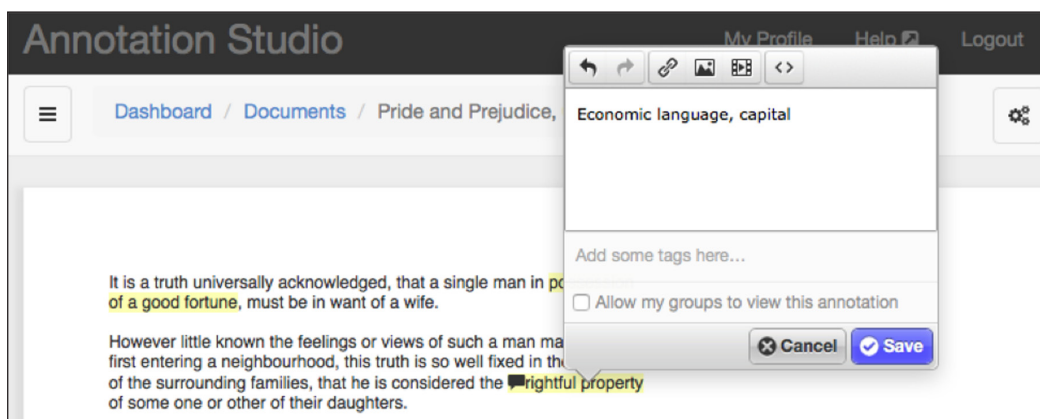 Annotation Studio
My Profile Help Logout
Dashboard / Documents / Pride and Prejudice,
Economic language, capital
Add some tags here...
Allow my groups to view this annotation
Cancel Save
It is a truth universally acknowledged, that a single man in
of a good fortune, must be in want of a wife.
However little known the feelings or views of such a man
first entering a neighbourhood, this truth is so well fixed in
of the surrounding families, that he is considered the rightful property
of some one or other of their daughters.